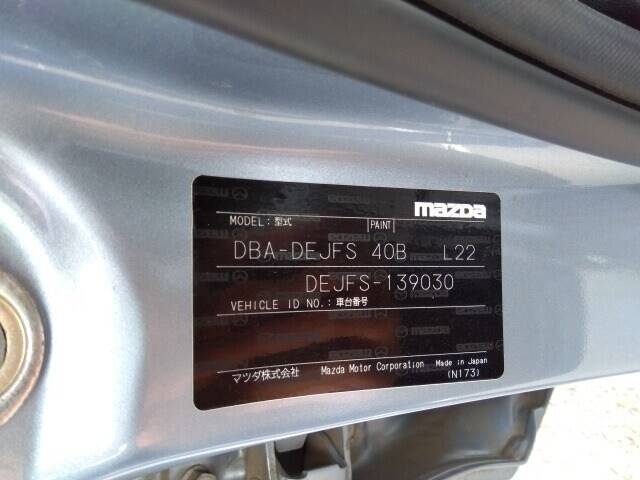 mazda
MODEL:型式 PAINT
DBA-DEJFS 40B L22
DEJFS-139030
VEHICLE ID NO.:車台番号
マツダ株式会社 Mazda Motor Corporation Made in Japan
(N173)